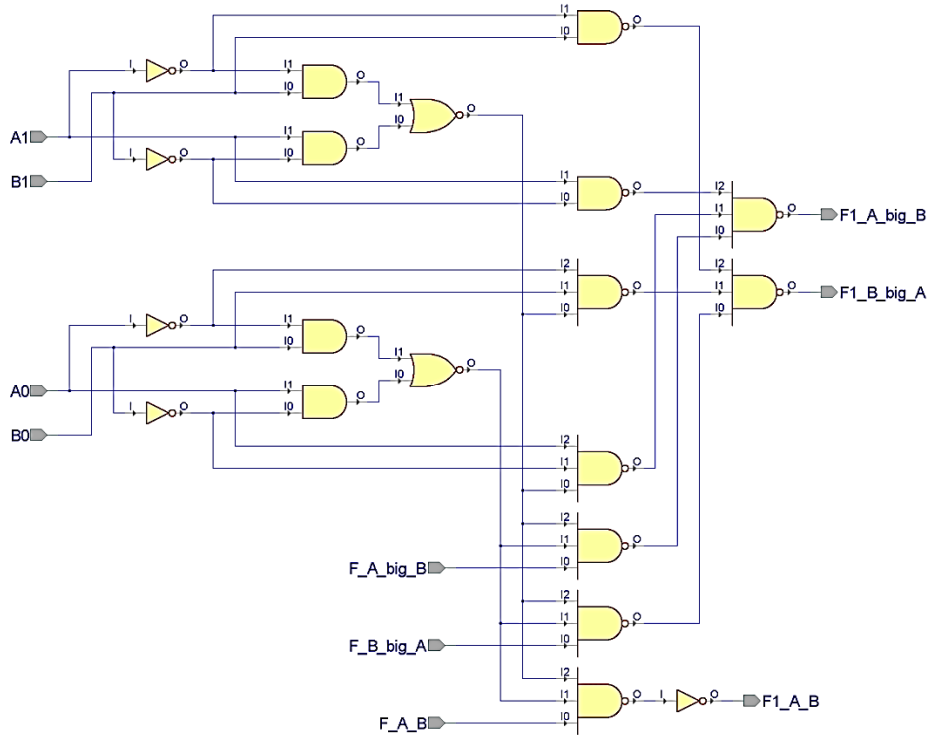 I1 O
I0
I O I1 O
I0 I1 O
A1 I1 O I0
I O I0
B1 I1 O I2 O F1_A_big_B
I0 I1
I0
I2 O I2 O F1_B_big_A
I1 I1
I0 I0
I O I1 O
I0 I1 O
A0 I1 O I0
I O I0
B0 I2 O
I1
I0
I2 O
I1
F_A_big_B I0
I2 O
I1
F_B_big_A I0
I2 O I O F1_A_B
I1
F_A_B I0